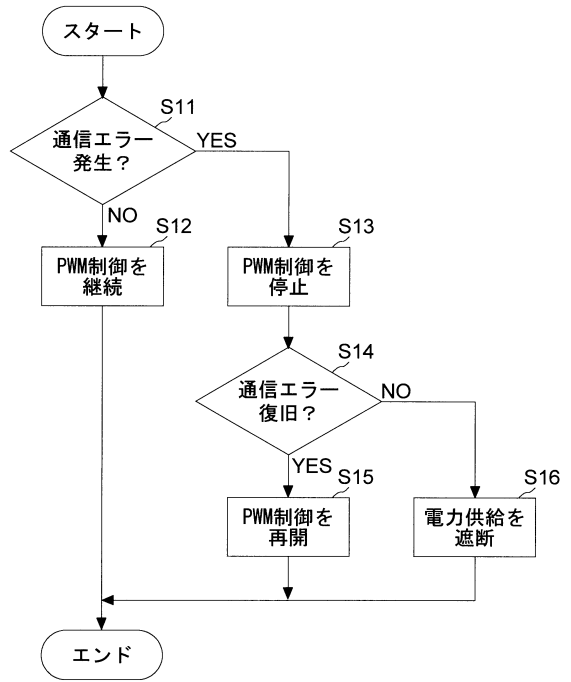 スタート
S11
通信エラー
発生？
YES
NO
S12
PWM制御を
継続
S13
PWM制御を
停止
S14
通信エラー
復旧？
NO
YES
S15
PWM制御を
再開
S16
電力供給を
遮断
エンド